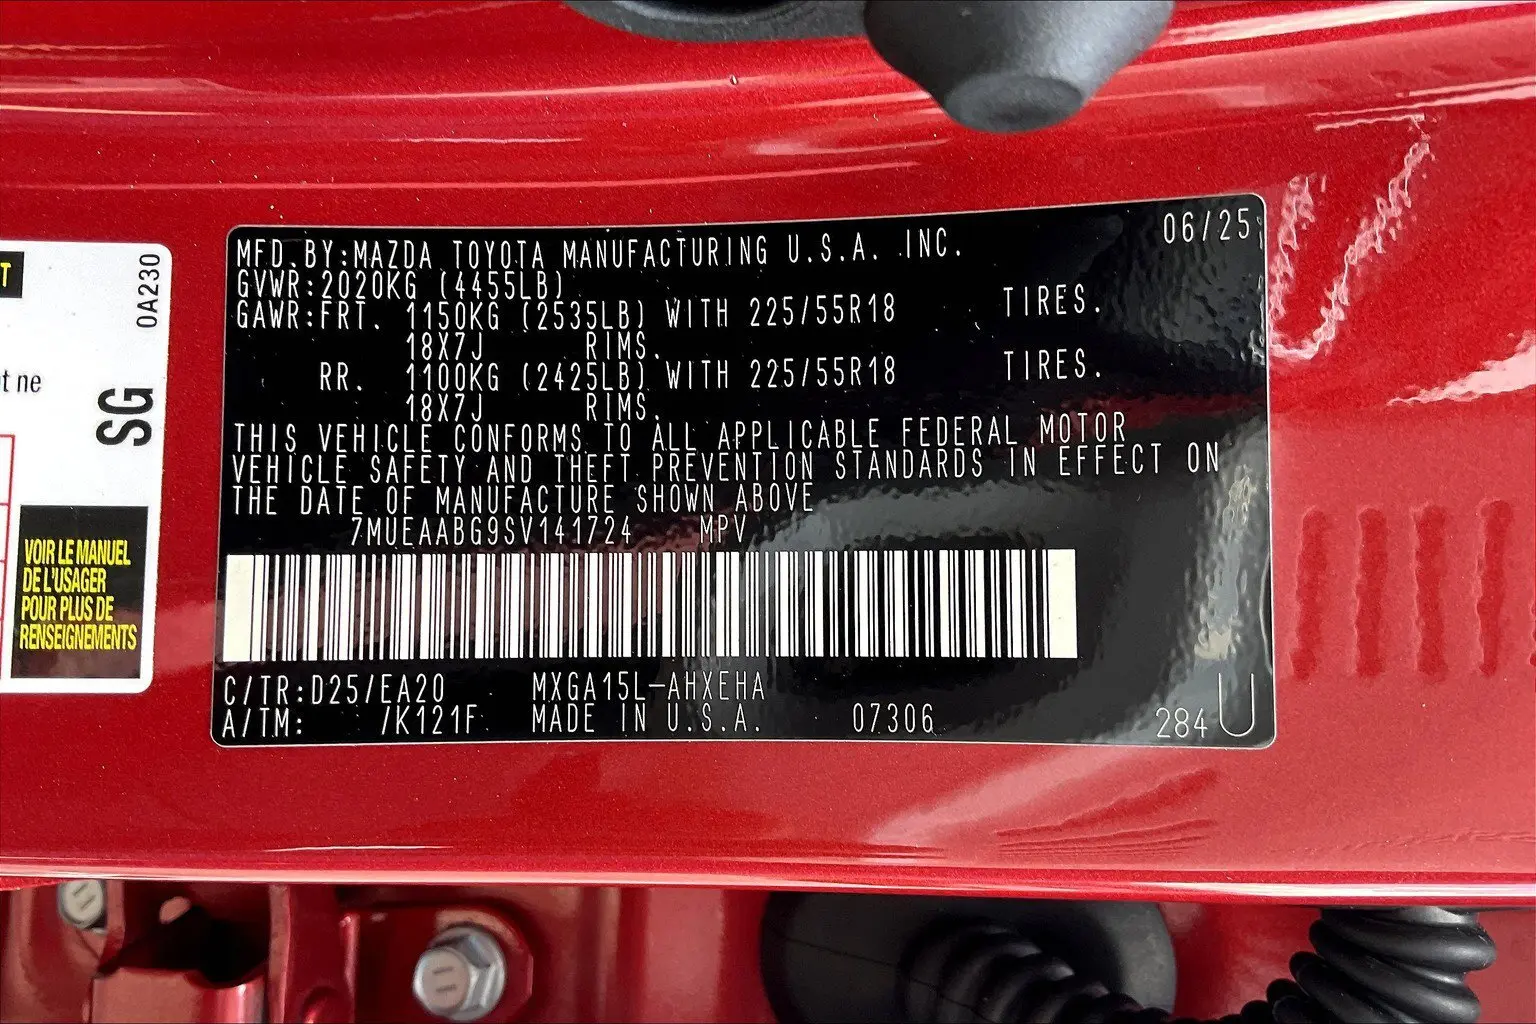 06/25
MFD.BY:MAZDA TOYOTA MANUFACTURING U.S.A. INC.
GVWR:2020KG (4455LB)
GAWR:FRT. 1150KG (2535LB) WITH 225/55R18 TIRES.
18X7J RIMS.
RR. 1100KG (2425LB) WITH 225/55R18 TIRES.
18X7J RIMS.
THIS VEHICLE CONFORMS TO ALL APPLICABLE FEDERAL MOTOR
VEHICLE SAFETY AND THEFT PREVENTION STANDARDS IN EFFECT ON
THE DATE OF MANUFACTURE SHOWN ABOVE
7MUEAABG9SV141724 MPV
C/TR:D25/EA20 MXGA15L-AHXEHA
A/TM: /K121F MADE IN U.S.A. 07306 284 U
T
0A230
t ne
SG
VOIR LE MANUEL
DE L'USAGER
POUR PLUS DE
RENSEIGNEMENTS